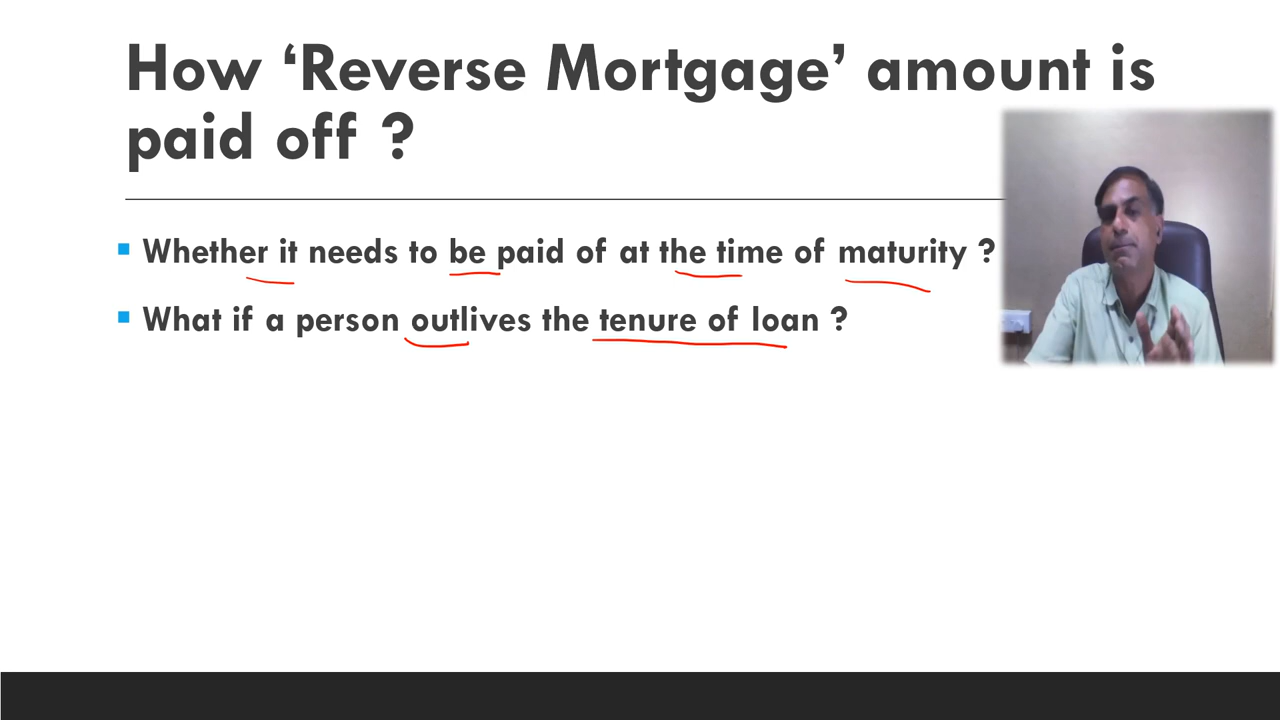 How ‘Reverse Mortgage’ amount is
paid off ?
Whether it needs to be paid of at the time of maturity ?
What if a person outlives the tenure of loan ?